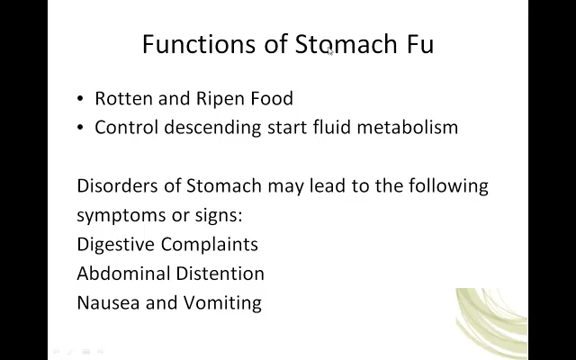 Functions of Stomach Fu
• Rotten and Ripen Food
• Control descending start fluid metabolism
Disorders of Stomach may lead to the following
symptoms or signs:
Digestive Complaints
Abdominal Distention
Nausea and Vomiting